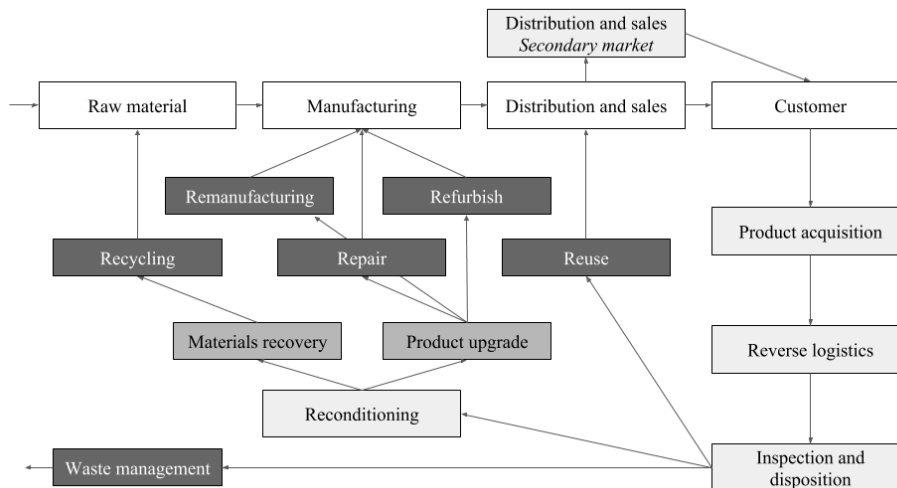 Distribution and sales
Secondary market
Raw material
Manufacturing
Distribution and sales
Customer
Remanufacturing
Refurbish
Product acquisition
Recycling
Repair
Reuse
Materials recovery
Product upgrade
Reverse logistics
Reconditioning
Waste management
Inspection and
disposition